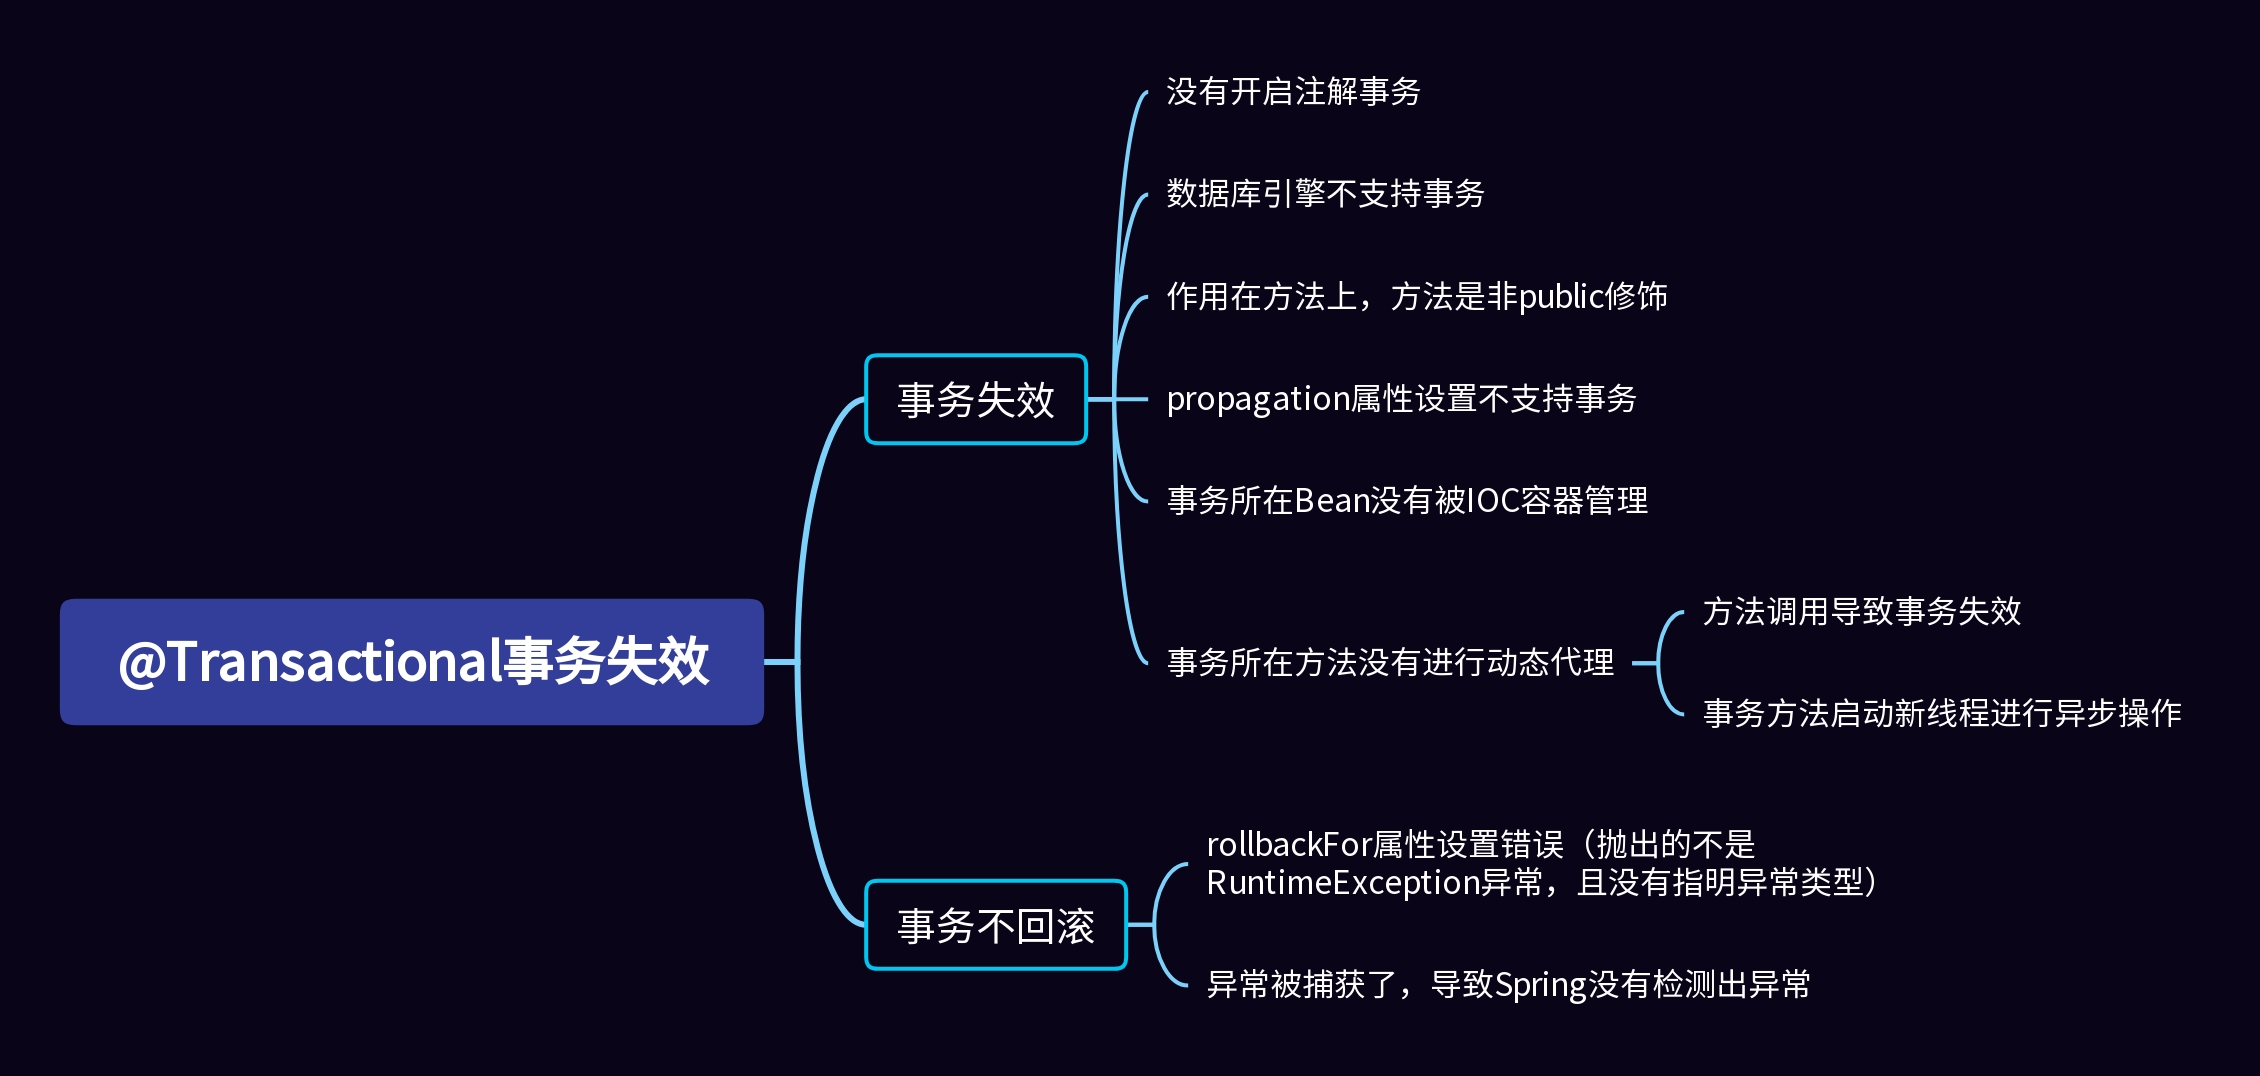 @Transactional事务失效
事务失效
没有开启注解事务
数据库引擎不支持事务
作用在方法上，方法是非public修饰
propagation属性设置不支持事务
事务所在Bean没有被IOC容器管理
事务所在方法没有进行动态代理
方法调用导致事务失效
事务方法启动新线程进行异步操作
事务不回滚
rollbackFor属性设置错误（抛出的不是
RuntimeException异常，且没有指明异常类型）
异常被捕获了，导致Spring没有检测出异常